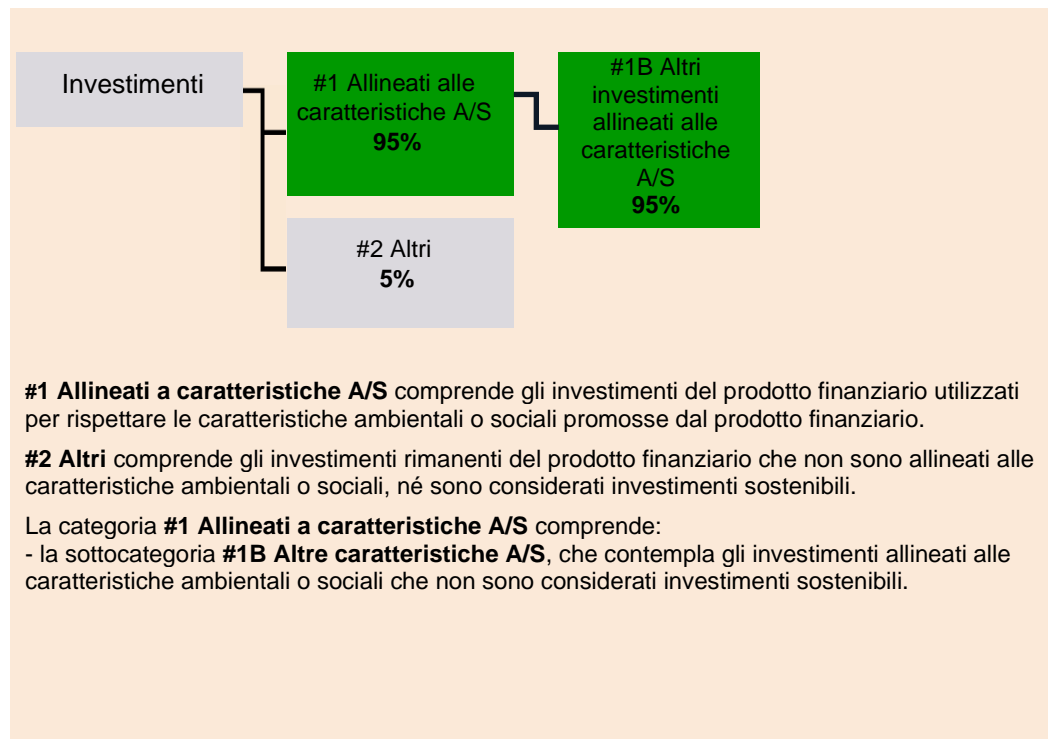 Investimenti
#1 Allineati alle
caratteristiche A/S
95%
#1B Altri
investimenti
allineati alle
caratteristiche
A/S
95%
#2 Altri
5%
#1 Allineati a caratteristiche A/S comprende gli investimenti del prodotto finanziario utilizzati
per rispettare le caratteristiche ambientali o sociali promosse dal prodotto finanziario.
#2 Altri comprende gli investimenti rimanenti del prodotto finanziario che non sono allineati alle
caratteristiche ambientali o sociali, né sono considerati investimenti sostenibili.
La categoria #1 Allineati a caratteristiche A/S comprende:
- la sottocategoria #1B Altre caratteristiche A/S, che contempla gli investimenti allineati alle
caratteristiche ambientali o sociali che non sono considerati investimenti sostenibili.